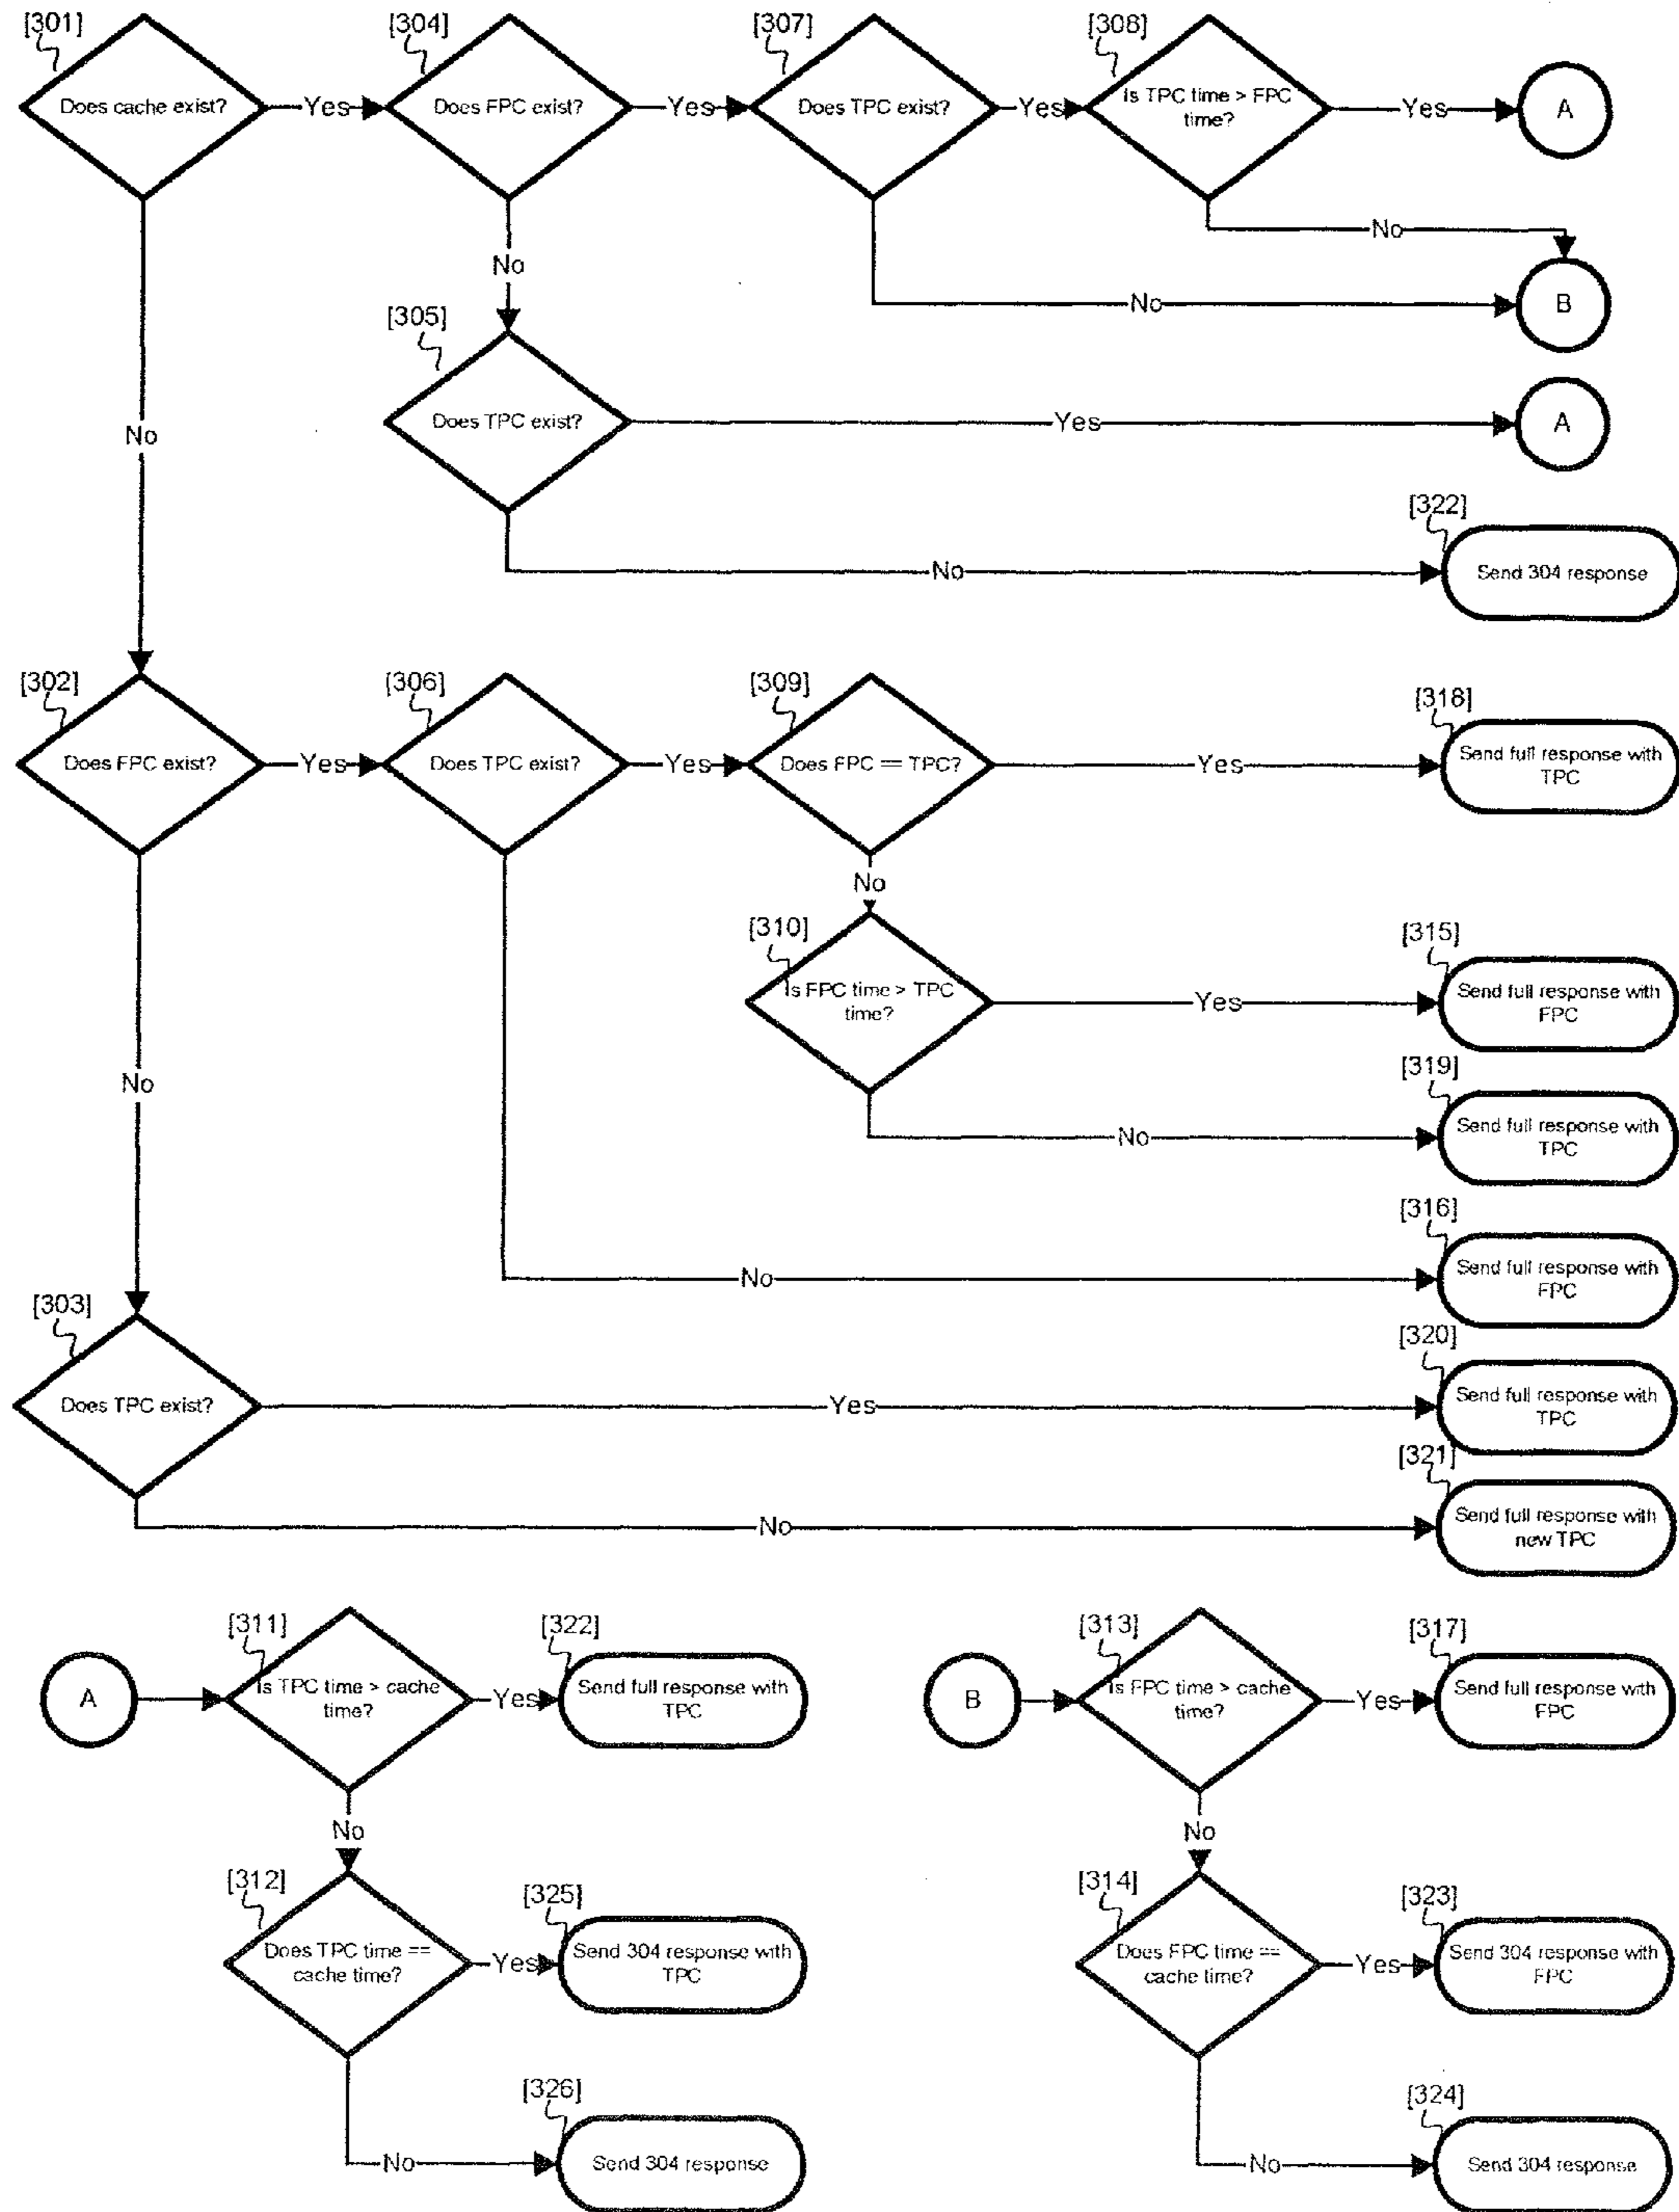 [301]
[304]
[307]
[308]
Does cache exist?
Yes
Does FPC exist?
Yes
Does TPC exist?
Yes
Is TPC time > FPC
time?
Yes
A
No
No
B
No
[305]
Does TPC exist?
Yes
A
No
[322]
No
Send 304 response
[302]
[306]
[309]
[318]
Does FPC exist?
Yes
Does TPC exist?
Yes
Does FPC == TPC?
Yes
Send full response with
TPC
No
[310]
[315]
Is FPC time > TPC
time?
Yes
Send full response with
FPC
[319]
No
Send full response with
TPC
No
[316]
No
Send full response with
FPC
[303]
[320]
Does TPC exist?
Yes
Send full response with
TPC
[321]
No
Send full response with
new TPC
[311]
[322]
[313]
[317]
A
Is TPC time > cache
time?
Yes
Send full response with
TPC
B
Is FPC time > cache
time?
Yes
Send full response with
FPC
No
No
[312]
[325]
[314]
[323]
Does TPC time ==
cache time?
Yes
Send 304 response with
TPC
Does FPC time ==
cache time?
Yes
Send 304 response with
FPC
[326]
[324]
No
Send 304 response
No
Send 304 response